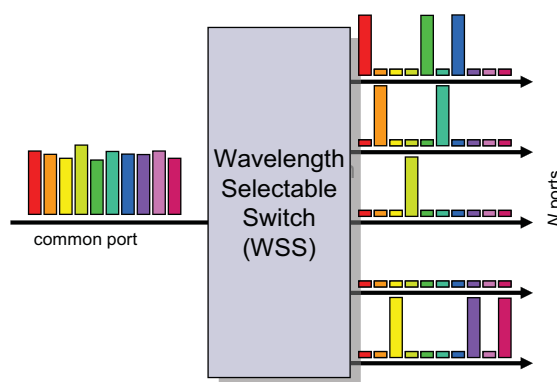 Wavelength
Selectable
Switch
(WSS)
common port
N ports